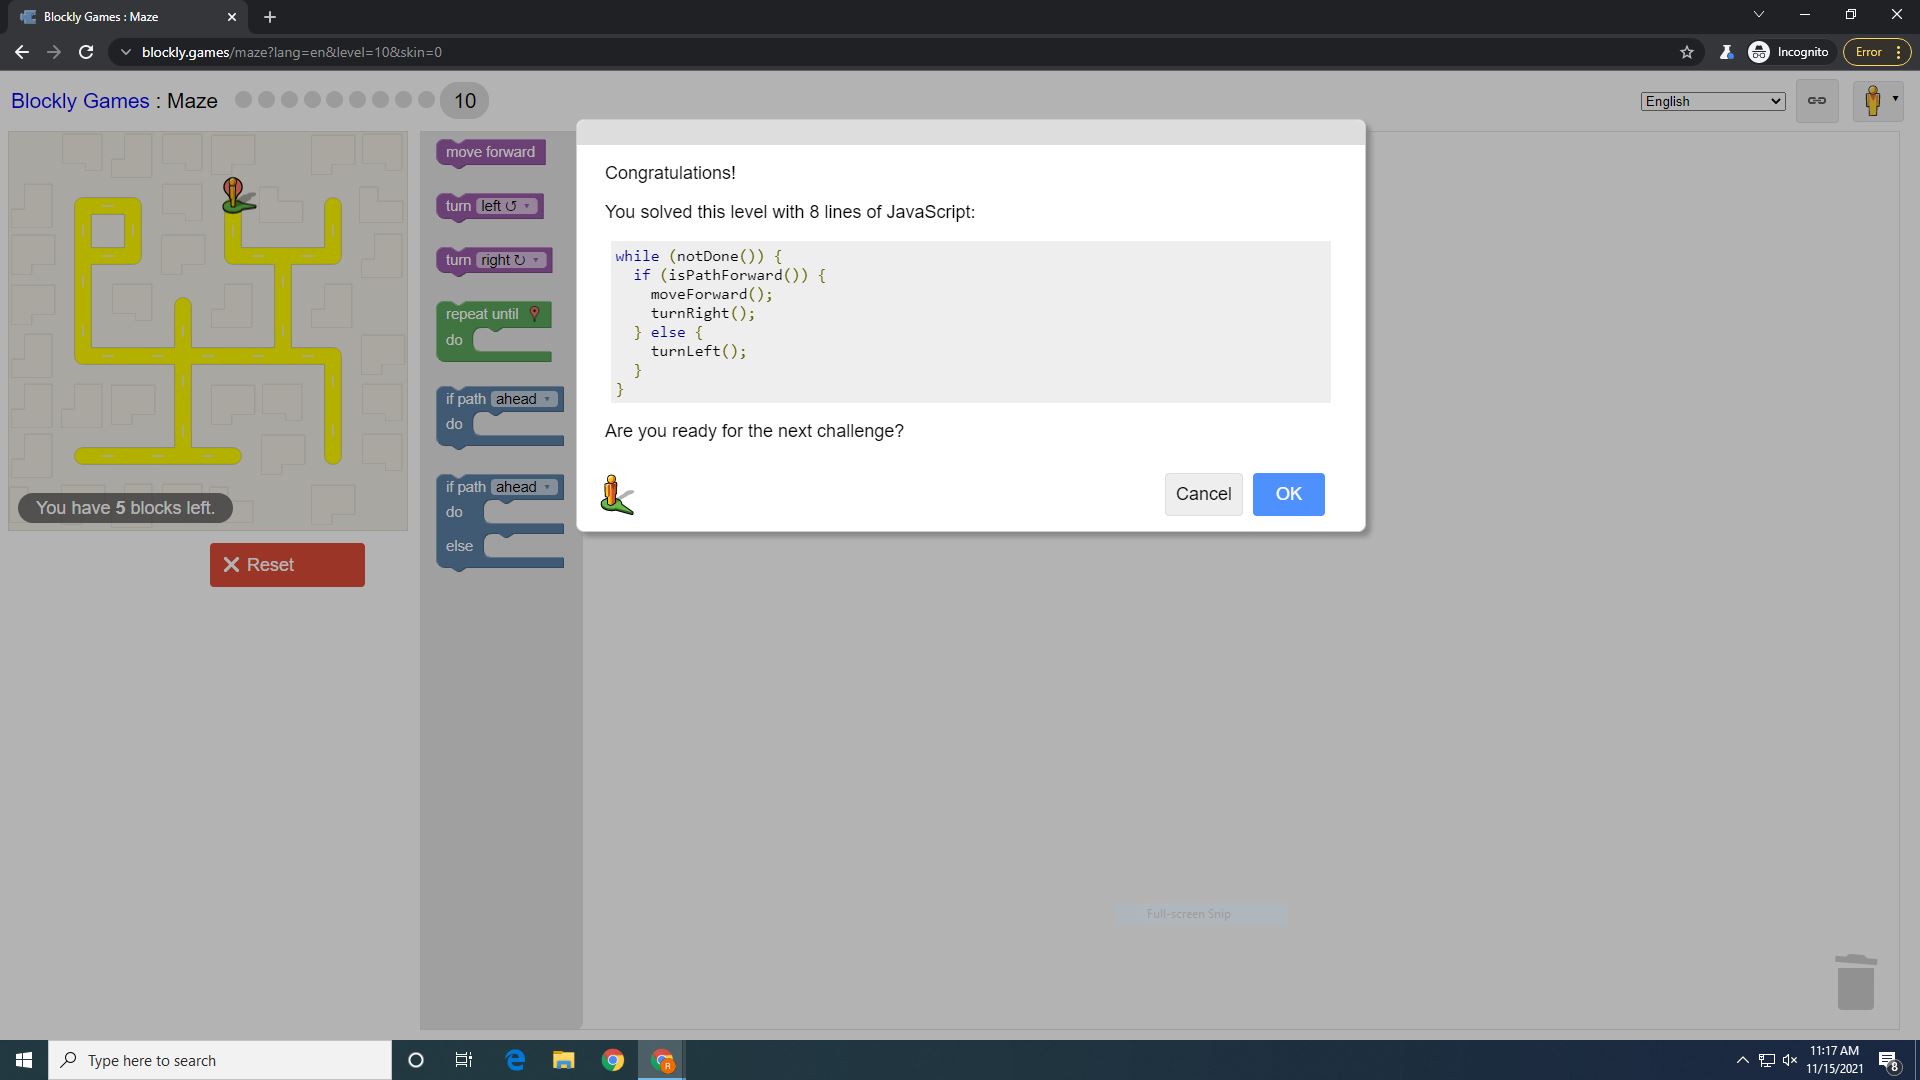 Blockly Games : Maze
blockly.games/maze?lang=en&level=10&skin=0
Incognito
Error
Blockly Games : Maze
10
English
move forward
turn left ↺
turn right ↻
repeat until
do
if path ahead
do
if path ahead
do
else
You have 5 blocks left.
Reset
Congratulations!
You solved this level with 8 lines of JavaScript:
while (notDone()) {
if (isPathForward()) {
moveForward();
turnRight();
} else {
turnLeft();
}
}
Are you ready for the next challenge?
Cancel
OK
Full-screen Snip
Type here to search
R
11:17 AM
11/15/2021
8